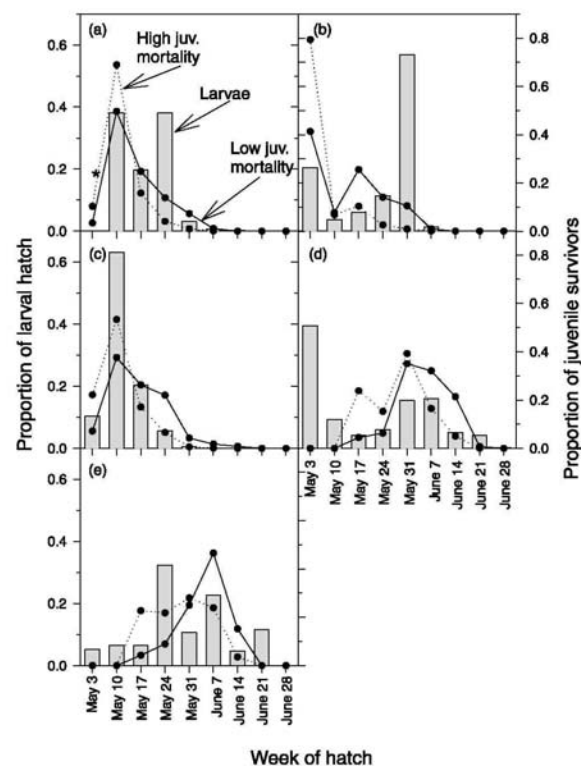 (a)
High juv.
mortality
Larvae
Low juv.
mortality
*
0.6
0.4
0.2
0.0
(b)
0.8
0.6
0.4
0.2
0.0
(c)
0.6
0.4
0.2
0.0
(d)
0.8
0.6
0.4
0.2
0.0
May 3
May 10
May 17
May 24
May 31
June 7
June 14
June 21
June 28
(e)
0.6
0.4
0.2
0.0
May 3
May 10
May 17
May 24
May 31
June 7
June 14
June 21
June 28
Proportion of larval hatch
Proportion of juvenile survivors
Week of hatch